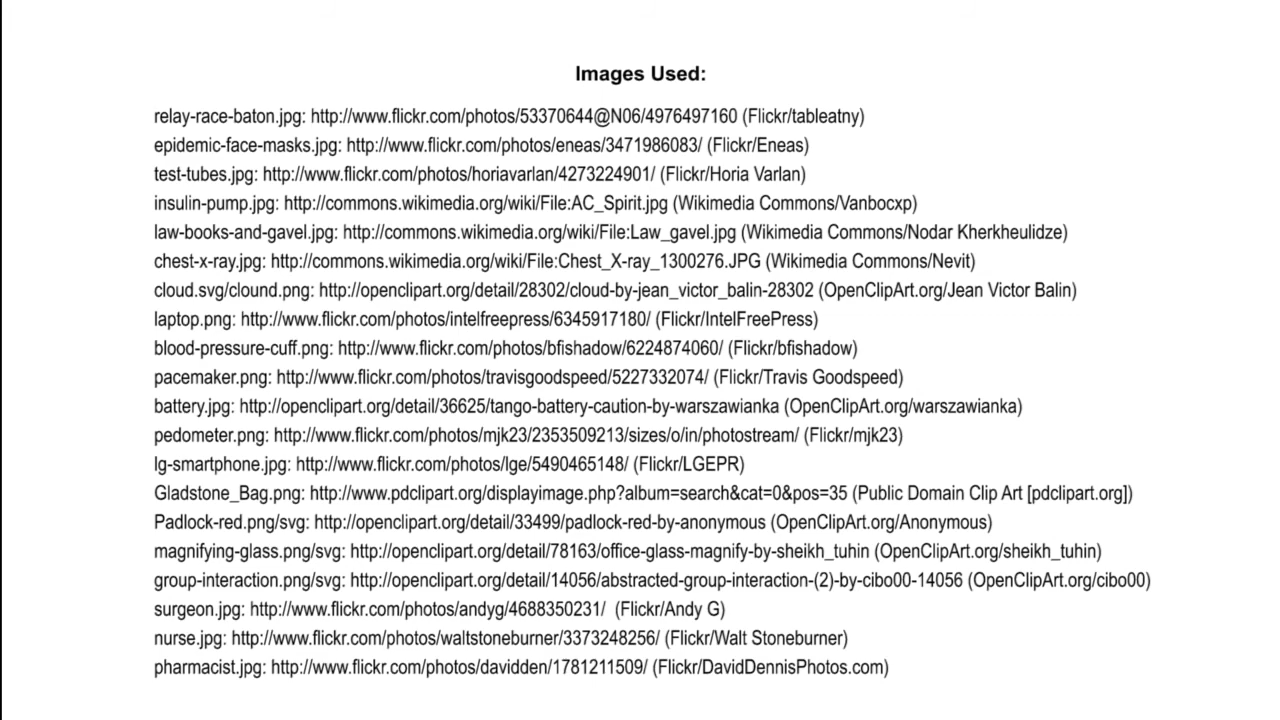 Images Used:
relay-race-baton.jpg: http://www.flickr.com/photos/53370644@N06/4976497160 (Flickr/tableatny)
epidemic-face-masks.jpg: http://www.flickr.com/photos/eneas/3471986083/ (Flickr/Eneas)
test-tubes.jpg: http://www.flickr.com/photos/horiavarlan/4273224901/ (Flickr/Horia Varlan)
insulin-pump.jpg: http://commons.wikimedia.org/wiki/File:AC_Spirit.jpg (Wikimedia Commons/Vanbocxp)
law-books-and-gavel.jpg: http://commons.wikimedia.org/wiki/File:Law_gavel.jpg (Wikimedia Commons/Nodar Kherkheulidze)
chest-x-ray.jpg: http://commons.wikimedia.org/wiki/File:Chest_X-ray_1300276.JPG (Wikimedia Commons/Nevit)
cloud.svg/clound.png: http://openclipart.org/detail/28302/cloud-by-jean_victor_balin-28302 (OpenClipArt.org/Jean Victor Balin)
laptop.png: http://www.flickr.com/photos/intelfreepress/6345917180/ (Flickr/IntelFreePress)
blood-pressure-cuff.png: http://www.flickr.com/photos/bfishadow/6224874060/ (Flickr/bfishadow)
pacemaker.png: http://www.flickr.com/photos/travisgoodspeed/5227332074/ (Flickr/Travis Goodspeed)
battery.jpg: http://openclipart.org/detail/36625/tango-battery-caution-by-warszawianka (OpenClipArt.org/warszawianka)
pedometer.png: http://www.flickr.com/photos/mjk23/2353509213/sizes/o/in/photostream/ (Flickr/mjk23)
lg-smartphone.jpg: http://www.flickr.com/photos/lge/5490465148/ (Flickr/LGEPR)
Gladstone_Bag.png: http://www.pdclipart.org/displayimage.php?album=search&cat=0&pos=35 (Public Domain Clip Art [pdclipart.org])
Padlock-red.png/svg: http://openclipart.org/detail/33499/padlock-red-by-anonymous (OpenClipArt.org/Anonymous)
magnifying-glass.png/svg: http://openclipart.org/detail/78163/office-glass-magnify-by-sheikh_tuhin (OpenClipArt.org/sheikh_tuhin)
group-interaction.png/svg: http://openclipart.org/detail/14056/abstracted-group-interaction-(2)-by-cibo00-14056 (OpenClipArt.org/cibo00)
surgeon.jpg: http://www.flickr.com/photos/andyg/4688350231/  (Flickr/Andy G)
nurse.jpg: http://www.flickr.com/photos/waltstoneburner/3373248256/ (Flickr/Walt Stoneburner)
pharmacist.jpg: http://www.flickr.com/photos/davidden/1781211509/ (Flickr/DavidDennisPhotos.com)